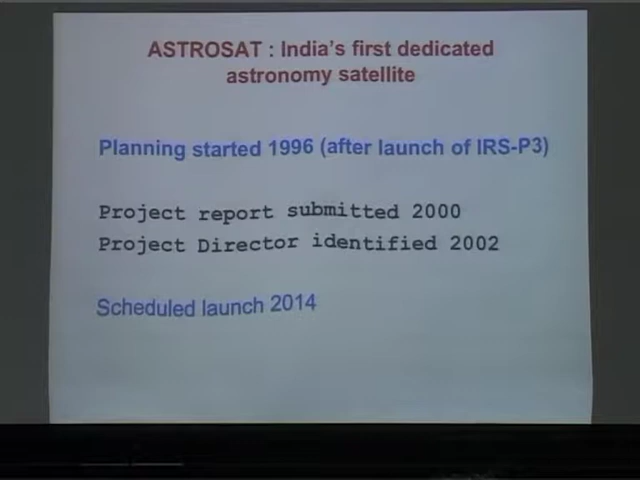 ASTROSAT : India's first dedicated
astronomy satellite
Planning started 1996 (after launch of IRS-P3)
Project report submitted 2000
Project Director identified 2002
Scheduled launch 2014